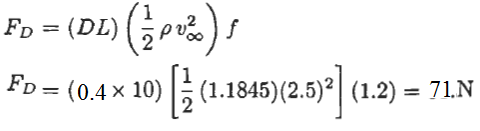 F_D = (DL) (1/2 ρ v_∞^2) f
F_D = (0.4 × 10) [1/2 (1.1845)(2.5)^2] (1.2) = 71.N